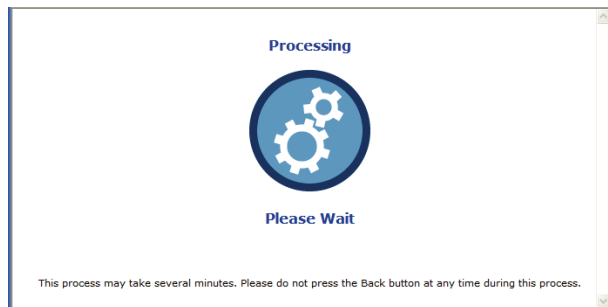 Processing
Please Wait
This process may take several minutes. Please do not press the Back button at any time during this process.